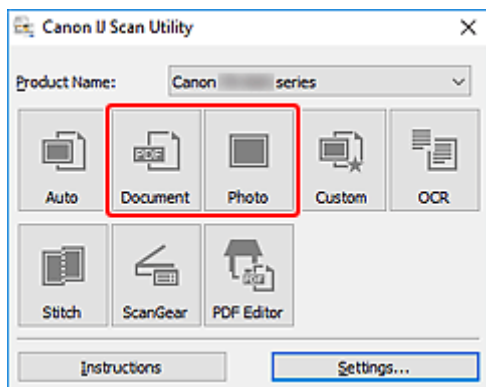 Canon IJ Scan Utility
Product Name: Canon series
Auto Document Photo Custom OCR
PDF
Stitch ScanGear PDF Editor
PDF
Instructions Settings...